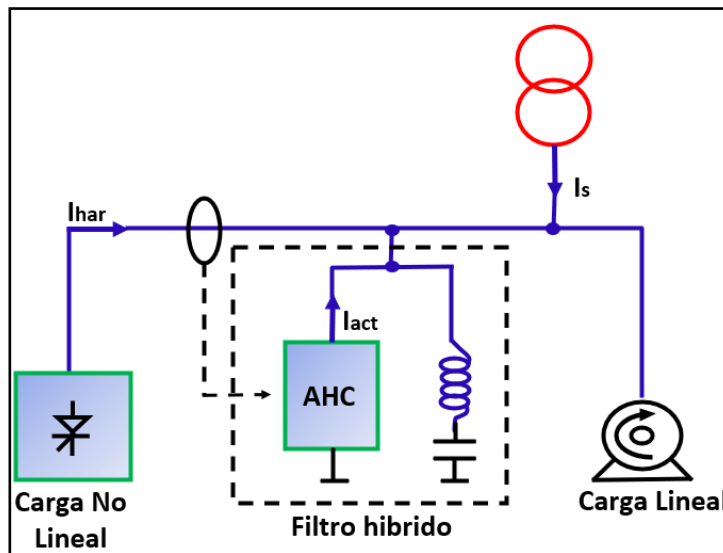 Is
Ihar
Iact
AHC
Carga No
Lineal
Filtro hibrido
Carga Lineal